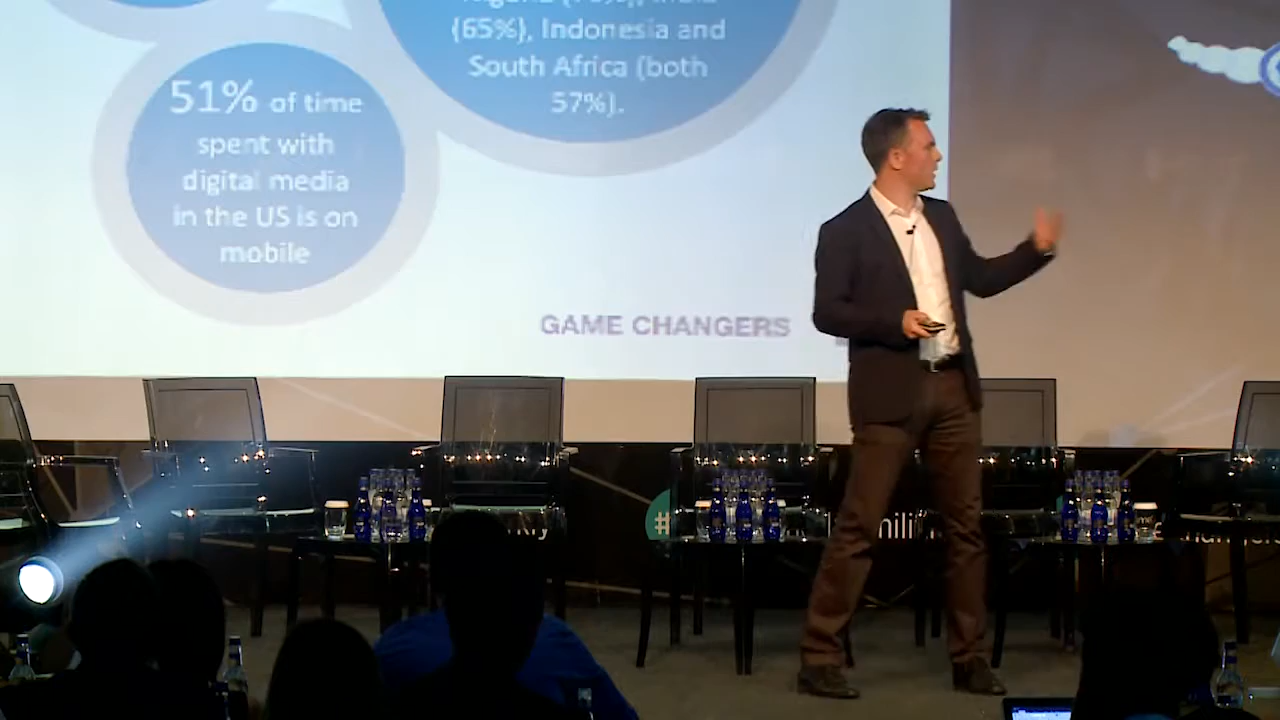 (65%), Indonesia and
South Africa (both
57%).
51% of time
spent with
digital media
in the US is on
mobile
GAME CHANGERS
#